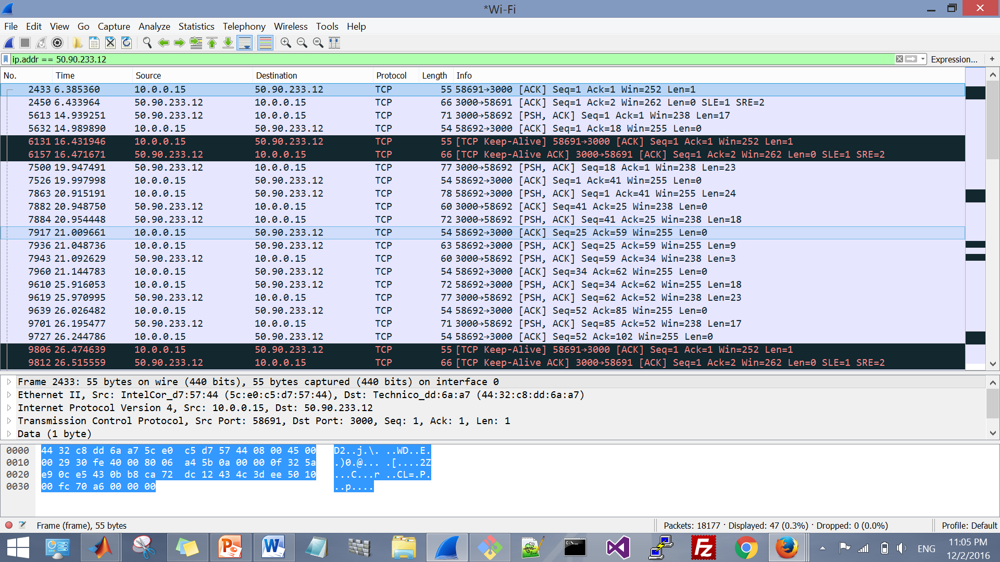 *Wi-Fi
File Edit View Go Capture Analyze Statistics Telephony Wireless Tools Help
ip.addr == 50.90.233.12 Expression... +
No. Time Source Destination Protocol Length Info
2433 6.385360 10.0.0.15 50.90.233.12 TCP 55 58691→3000 [ACK] Seq=1 Ack=1 Win=252 Len=1
2450 6.433964 50.90.233.12 10.0.0.15 TCP 66 3000→58691 [ACK] Seq=1 Ack=2 Win=262 Len=0 SLE=1 SRE=2
5613 14.939251 50.90.233.12 10.0.0.15 TCP 71 3000→58692 [PSH, ACK] Seq=1 Ack=1 Win=238 Len=17
5632 14.989890 10.0.0.15 50.90.233.12 TCP 54 58692→3000 [ACK] Seq=1 Ack=18 Win=255 Len=0
6131 16.431946 10.0.0.15 50.90.233.12 TCP 55 [TCP Keep-Alive] 58691→3000 [ACK] Seq=1 Ack=1 Win=252 Len=1
6157 16.471671 50.90.233.12 10.0.0.15 TCP 66 [TCP Keep-Alive ACK] 3000→58691 [ACK] Seq=1 Ack=2 Win=262 Len=0 SLE=1 SRE=2
7500 19.947491 50.90.233.12 10.0.0.15 TCP 77 3000→58692 [PSH, ACK] Seq=18 Ack=1 Win=238 Len=23
7526 19.997998 10.0.0.15 50.90.233.12 TCP 54 58692→3000 [ACK] Seq=1 Ack=41 Win=255 Len=0
7863 20.915191 10.0.0.15 50.90.233.12 TCP 78 58692→3000 [PSH, ACK] Seq=1 Ack=41 Win=255 Len=24
7882 20.948750 50.90.233.12 10.0.0.15 TCP 60 3000→58692 [ACK] Seq=41 Ack=25 Win=238 Len=0
7884 20.954448 50.90.233.12 10.0.0.15 TCP 72 3000→58692 [PSH, ACK] Seq=41 Ack=25 Win=238 Len=18
7917 21.009661 10.0.0.15 50.90.233.12 TCP 54 58692→3000 [ACK] Seq=25 Ack=59 Win=255 Len=0
7936 21.048736 10.0.0.15 50.90.233.12 TCP 63 58692→3000 [PSH, ACK] Seq=25 Ack=59 Win=255 Len=9
7943 21.092629 50.90.233.12 10.0.0.15 TCP 60 3000→58692 [PSH, ACK] Seq=59 Ack=34 Win=238 Len=3
7960 21.144783 10.0.0.15 50.90.233.12 TCP 54 58692→3000 [ACK] Seq=34 Ack=62 Win=255 Len=0
9610 25.916053 10.0.0.15 50.90.233.12 TCP 72 58692→3000 [PSH, ACK] Seq=34 Ack=62 Win=255 Len=18
9619 25.970995 50.90.233.12 10.0.0.15 TCP 77 3000→58692 [PSH, ACK] Seq=62 Ack=52 Win=238 Len=23
9639 26.026482 10.0.0.15 50.90.233.12 TCP 54 58692→3000 [ACK] Seq=52 Ack=85 Win=255 Len=0
9701 26.195477 50.90.233.12 10.0.0.15 TCP 71 3000→58692 [PSH, ACK] Seq=85 Ack=52 Win=238 Len=17
9727 26.244786 10.0.0.15 50.90.233.12 TCP 54 58692→3000 [ACK] Seq=52 Ack=102 Win=255 Len=0
9806 26.474639 10.0.0.15 50.90.233.12 TCP 55 [TCP Keep-Alive] 58691→3000 [ACK] Seq=1 Ack=1 Win=252 Len=1
9812 26.515559 50.90.233.12 10.0.0.15 TCP 66 [TCP Keep-Alive ACK] 3000→58691 [ACK] Seq=1 Ack=2 Win=262 Len=0 SLE=1 SRE=2
Frame 2433: 55 bytes on wire (440 bits), 55 bytes captured (440 bits) on interface 0
Ethernet II, Src: IntelCor_d7:57:44 (5c:e0:c5:d7:57:44), Dst: Technico_dd:6a:a7 (44:32:c8:dd:6a:a7)
Internet Protocol Version 4, Src: 10.0.0.15, Dst: 50.90.233.12
Transmission Control Protocol, Src Port: 58691, Dst Port: 3000, Seq: 1, Ack: 1, Len: 1
Data (1 byte)
0000 44 32 c8 dd 6a a7 5c e0 c5 d7 57 44 08 00 45 00 D2..j.\. ..WD..E.
0010 00 29 30 fe 40 00 80 06 a4 5b 0a 00 00 0f 32 5a .)0.@... .[....2Z
0020 e9 0c e5 43 0b b8 ca 72 dc 12 43 4c 3d ee 50 10 ...C...r ..CL=.P.
0030 00 fc 70 a6 00 00 00 ..p....
Frame (frame), 55 bytes Packets: 18177 · Displayed: 47 (0.3%) · Dropped: 0 (0.0%) Profile: Default
ENG 11:05 PM
12/2/2016